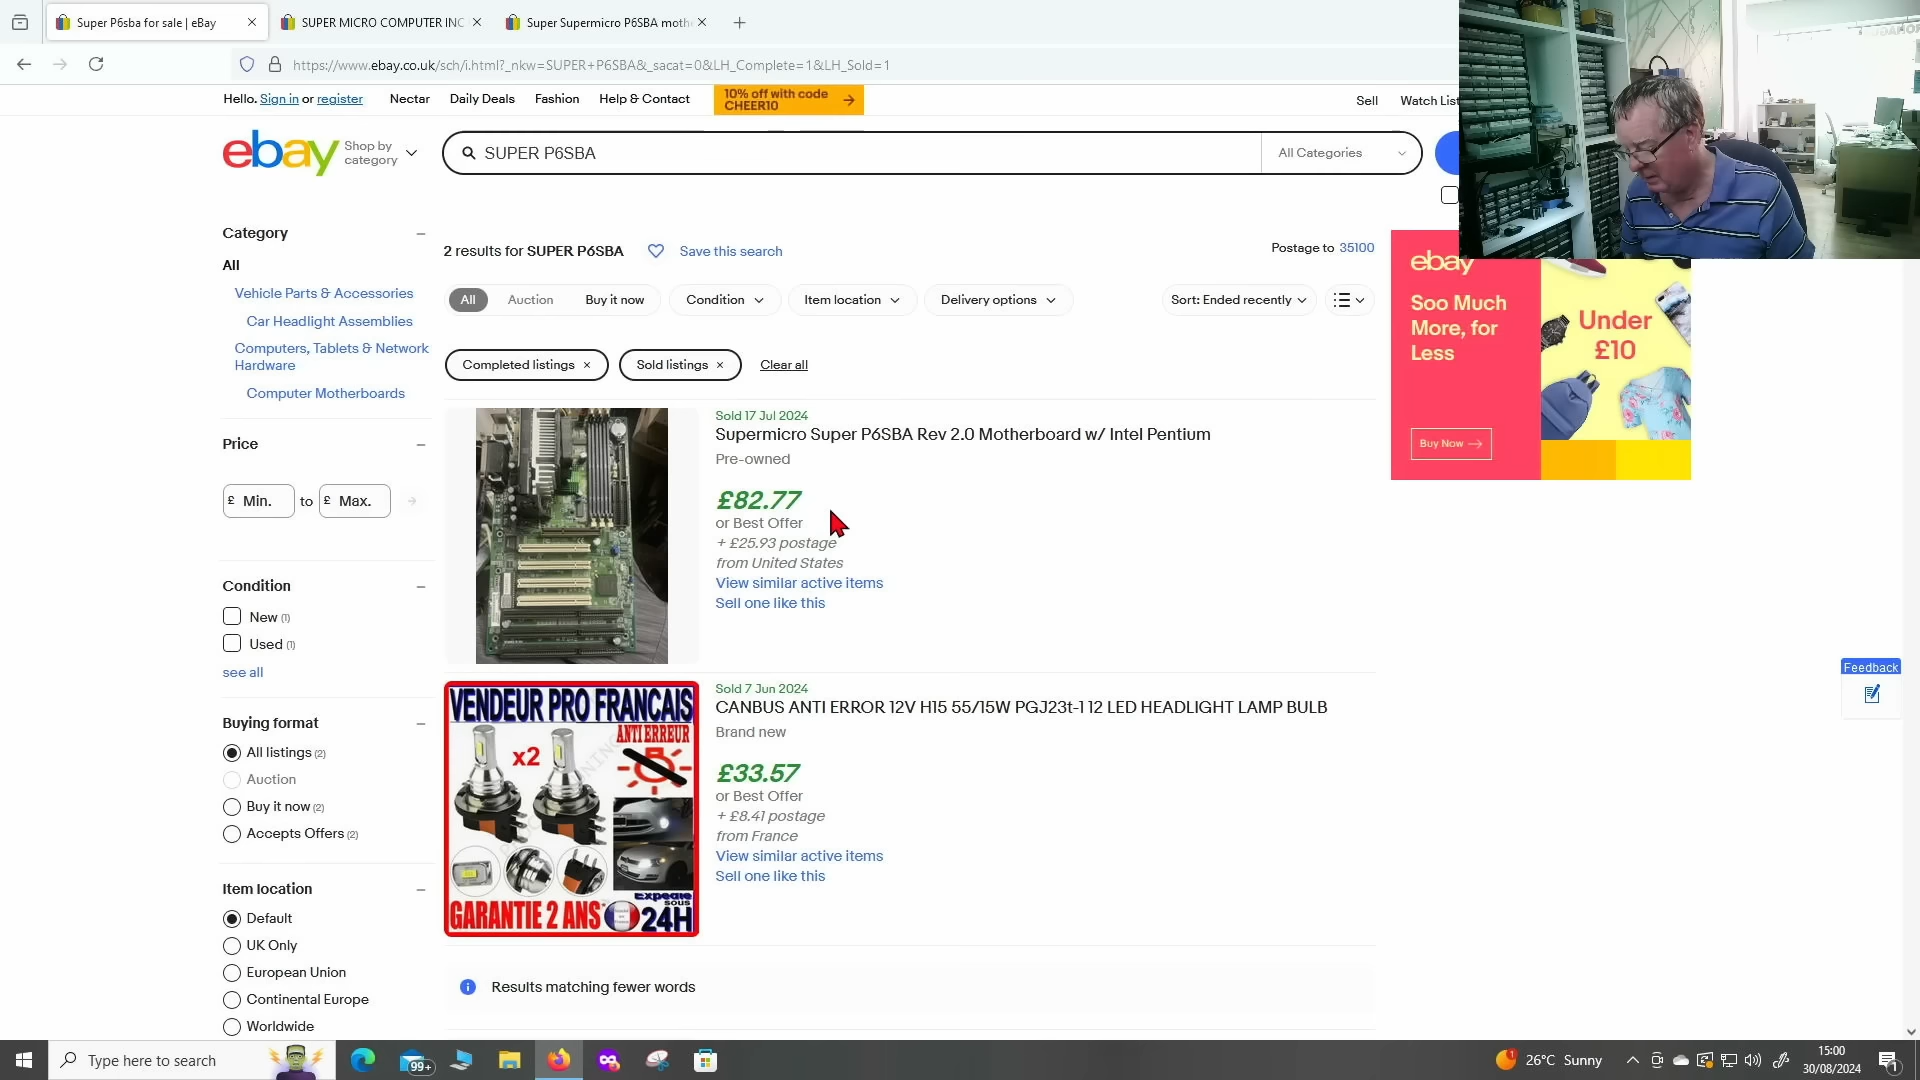 Super P6sba for sale | eBay
SUPER MICRO COMPUTER INC
Super Supermicro P6SBA moth
https://www.ebay.co.uk/sch/i.html?_nkw=SUPER+P6SBA&_sacat=0&LH_Complete=1&LH_Sold=1
Hello. Sign in or register
Nectar
Daily Deals
Fashion
Help & Contact
10% off with code
CHEER10
Sell
Watch List
ebay
Shop by
category
SUPER P6SBA
All Categories
Category
All
Vehicle Parts & Accessories
Car Headlight Assemblies
Computers, Tablets & Network
Hardware
Computer Motherboards
2 results for SUPER P6SBA
Save this search
Postage to 35100
All
Auction
Buy it now
Condition
Item location
Delivery options
Sort: Ended recently
Completed listings
Sold listings
Clear all
Price
£ Min.
to
£ Max.
Condition
New (1)
Used (1)
see all
Buying format
All listings (2)
Auction
Buy it now (2)
Accepts Offers (2)
Item location
Default
UK Only
European Union
Continental Europe
Worldwide
Sold 17 Jul 2024
Supermicro Super P6SBA Rev 2.0 Motherboard w/ Intel Pentium
Pre-owned
£82.77
or Best Offer
+ £25.93 postage
from United States
View similar active items
Sell one like this
VENDEUR PRO FRANCAIS
x2
ANTI ERREUR
GARANTIE 2 ANS
Expedie
sous
24H
Sold 7 Jun 2024
CANBUS ANTI ERROR 12V H15 55/15W PGJ23t-1 12 LED HEADLIGHT LAMP BULB
Brand new
£33.57
or Best Offer
+ £8.41 postage
from France
View similar active items
Sell one like this
Results matching fewer words
ebay
Soo Much
More, for
Less
Buy Now
Under
£10
Feedback
Type here to search
99+
26°C Sunny
15:00
30/08/2024